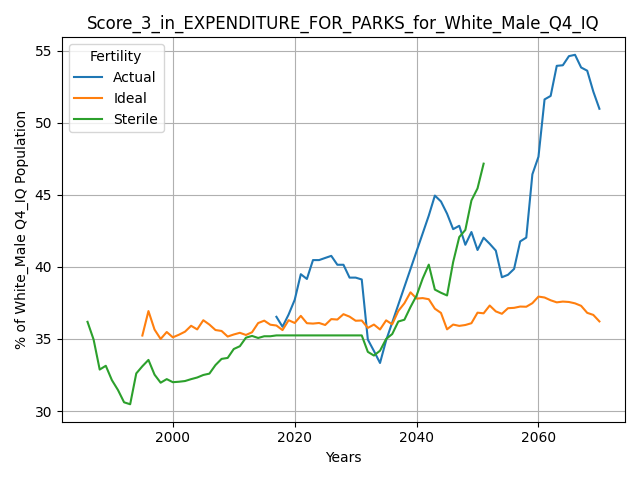 Score_3_in_EXPENDITURE_FOR_PARKS_for_White_Male_Q4_IQ
Fertility
Actual
Ideal
Sterile
% of White_Male Q4_IQ Population
55
50
45
40
35
30
2000
2020
2040
2060
Years